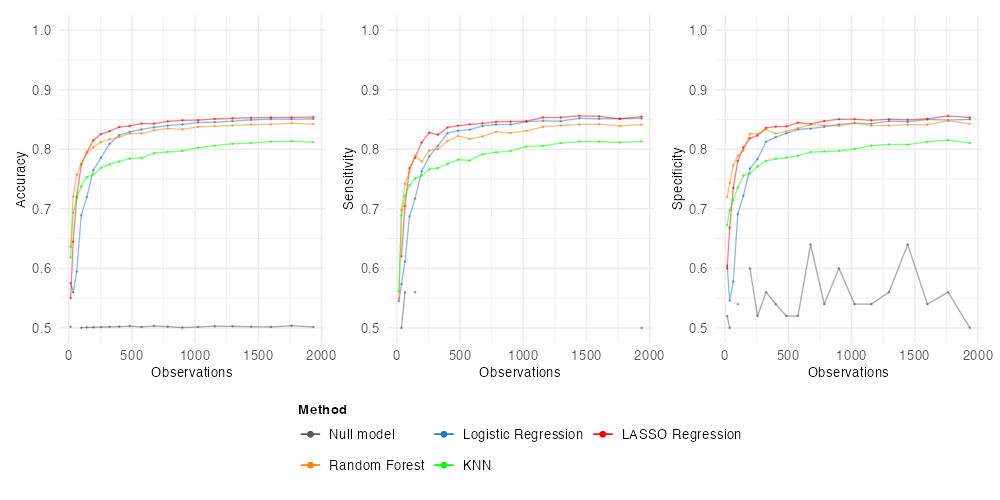 1.0
0.9
0.8
0.7
0.6
0.5
Accuracy
0 500 1000 1500 2000
Observations
1.0
0.9
0.8
0.7
0.6
0.5
Sensitivity
0 500 1000 1500 2000
Observations
1.0
0.9
0.8
0.7
0.6
0.5
Specificity
0 500 1000 1500 2000
Observations
Method
Null model Logistic Regression LASSO Regression
Random Forest KNN